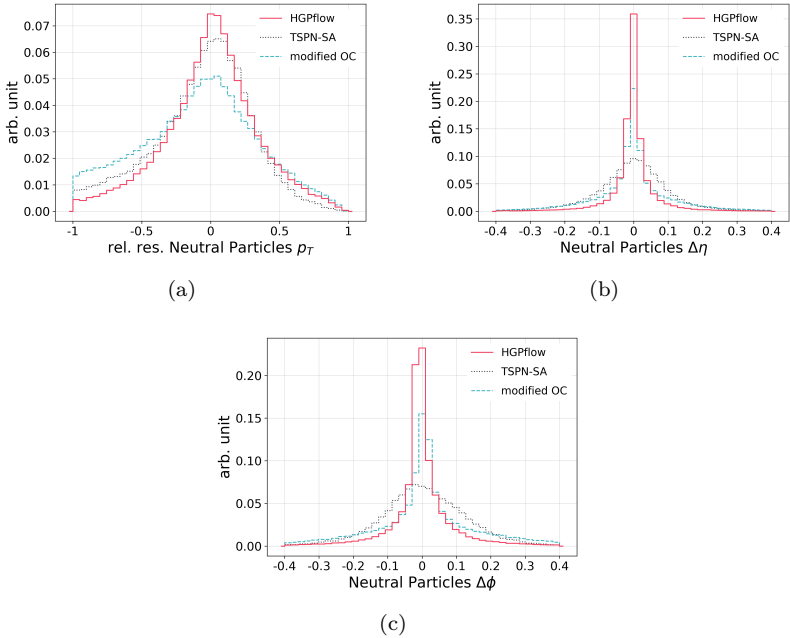 HGPflow
TSPN-SA
modified OC
arb. unit
0.07
0.06
0.05
0.04
0.03
0.02
0.01
0.00
-1 -0.5 0 0.5 1
rel. res. Neutral Particles p_T
(a)
HGPflow
TSPN-SA
modified OC
arb. unit
0.35
0.30
0.25
0.20
0.15
0.10
0.05
0.00
-0.4 -0.3 -0.2 -0.1 0 0.1 0.2 0.3 0.4
Neutral Particles Δη
(b)
HGPflow
TSPN-SA
modified OC
arb. unit
0.20
0.15
0.10
0.05
0.00
-0.4 -0.3 -0.2 -0.1 0 0.1 0.2 0.3 0.4
Neutral Particles Δϕ
(c)